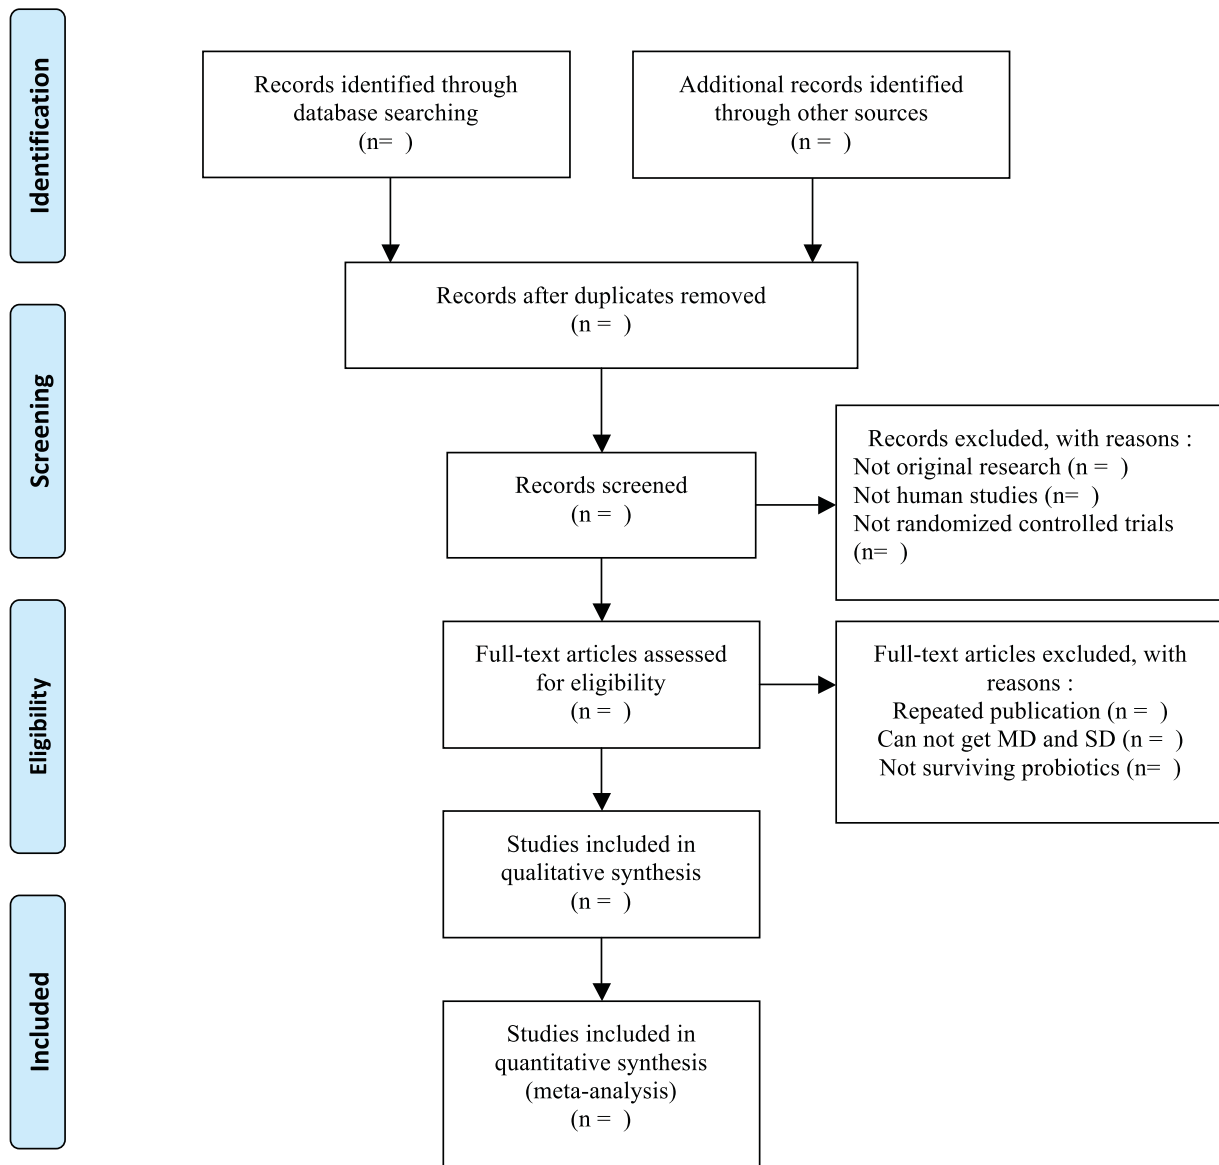 Identification
Records identified through
database searching
(n=  )
Additional records identified
through other sources
(n =  )
Records after duplicates removed
(n =  )
Screening
Records screened
(n =  )
Records excluded, with reasons :
Not original research (n =  )
Not human studies (n=  )
Not randomized controlled trials
(n=  )
Eligibility
Full-text articles assessed
for eligibility
(n =  )
Full-text articles excluded, with
reasons :
Repeated publication (n =  )
Can not get MD and SD (n =  )
Not surviving probiotics (n=  )
Studies included in
qualitative synthesis
(n =  )
Included
Studies included in
quantitative synthesis
(meta-analysis)
(n =  )